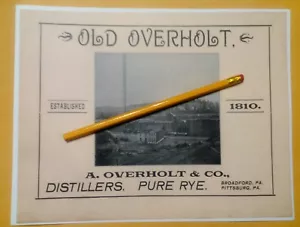 OLD OVERHOLT.
ESTABLISHED 1810.
A. OVERHOLT & CO.,
DISTILLERS. PURE RYE. BROADFORD, PA.
PITTSBURG, PA.